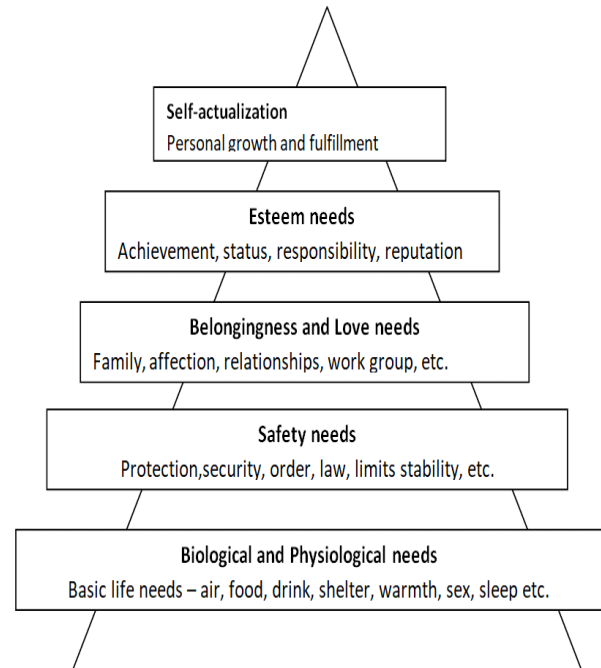 Self-actualization
Personal growth and fulfillment
Esteem needs
Achievement, status, responsibility, reputation
Belongingness and Love needs
Family, affection, relationships, work group, etc.
Safety needs
Protection,security, order, law, limits stability, etc.
Biological and Physiological needs
Basic life needs – air, food, drink, shelter, warmth, sex, sleep etc.